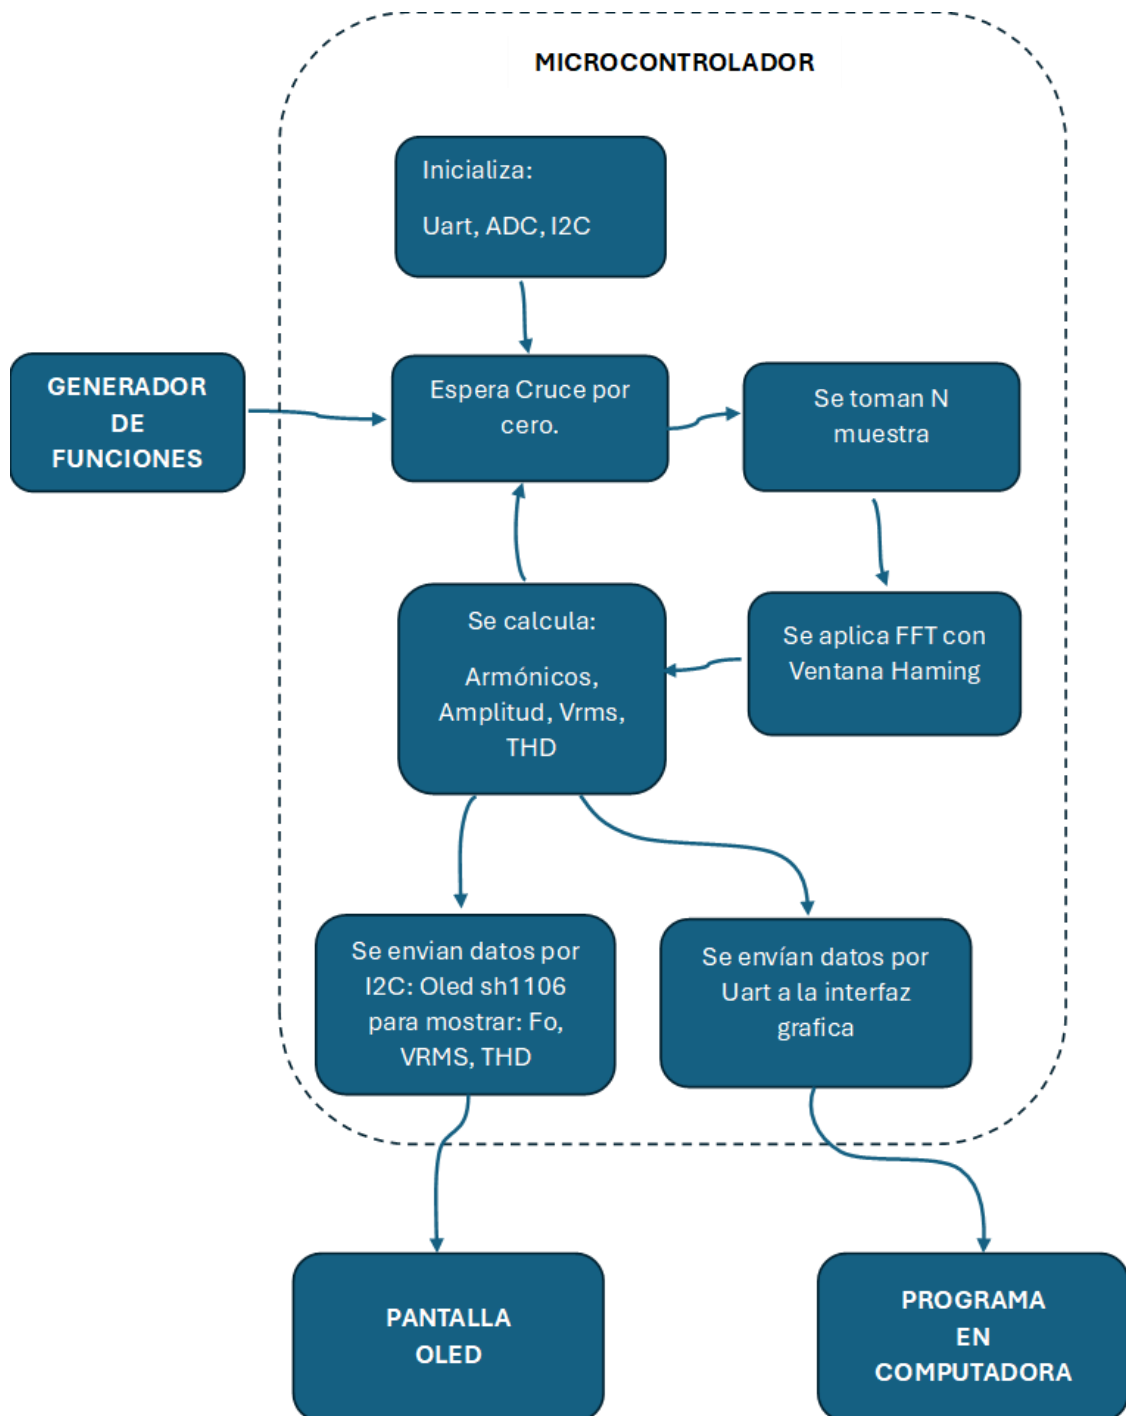 MICROCONTROLADOR
Inicializa:
Uart, ADC, I2C
GENERADOR
DE
FUNCIONES
Espera Cruce por
cero.
Se toman N
muestra
Se calcula:
Armónicos,
Amplitud, Vrms,
THD
Se aplica FFT con
Ventana Haming
Se envian datos por
I2C: Oled sh1106
para mostrar: Fo,
VRMS, THD
Se envían datos por
Uart a la interfaz
grafica
PANTALLA
OLED
PROGRAMA
EN
COMPUTADORA